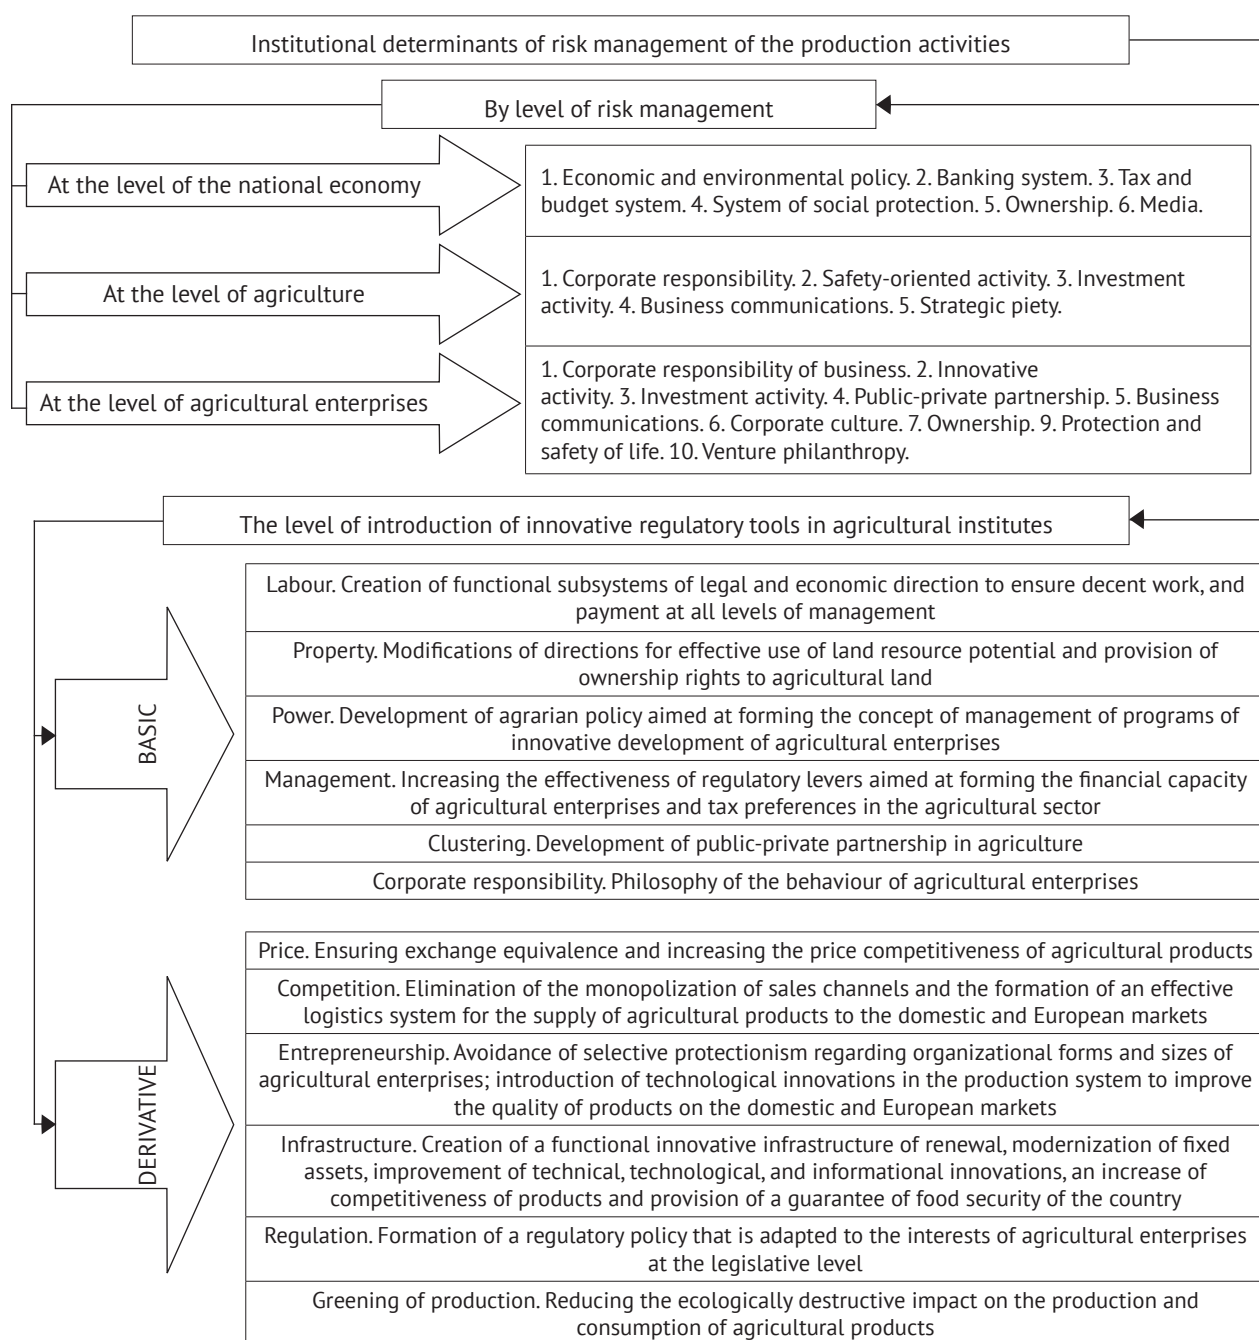 Institutional determinants of risk management of the production activities
By level of risk management
At the level of the national economy
1. Economic and environmental policy. 2. Banking system. 3. Tax and
budget system. 4. System of social protection. 5. Ownership. 6. Media.
At the level of agriculture
1. Corporate responsibility. 2. Safety-oriented activity. 3. Investment
activity. 4. Business communications. 5. Strategic piety.
At the level of agricultural enterprises
1. Corporate responsibility of business. 2. Innovative
activity. 3. Investment activity. 4. Public-private partnership. 5. Business
communications. 6. Corporate culture. 7. Ownership. 9. Protection and
safety of life. 10. Venture philanthropy.
The level of introduction of innovative regulatory tools in agricultural institutes
BASIC
Labour. Creation of functional subsystems of legal and economic direction to ensure decent work, and
payment at all levels of management
Property. Modifications of directions for effective use of land resource potential and provision of
ownership rights to agricultural land
Power. Development of agrarian policy aimed at forming the concept of management of programs of
innovative development of agricultural enterprises
Management. Increasing the effectiveness of regulatory levers aimed at forming the financial capacity
of agricultural enterprises and tax preferences in the agricultural sector
Clustering. Development of public-private partnership in agriculture
Corporate responsibility. Philosophy of the behaviour of agricultural enterprises
DERIVATIVE
Price. Ensuring exchange equivalence and increasing the price competitiveness of agricultural products
Competition. Elimination of the monopolization of sales channels and the formation of an effective
logistics system for the supply of agricultural products to the domestic and European markets
Entrepreneurship. Avoidance of selective protectionism regarding organizational forms and sizes of
agricultural enterprises; introduction of technological innovations in the production system to improve
the quality of products on the domestic and European markets
Infrastructure. Creation of a functional innovative infrastructure of renewal, modernization of fixed
assets, improvement of technical, technological, and informational innovations, an increase of
competitiveness of products and provision of a guarantee of food security of the country
Regulation. Formation of a regulatory policy that is adapted to the interests of agricultural enterprises
at the legislative level
Greening of production. Reducing the ecologically destructive impact on the production and
consumption of agricultural products